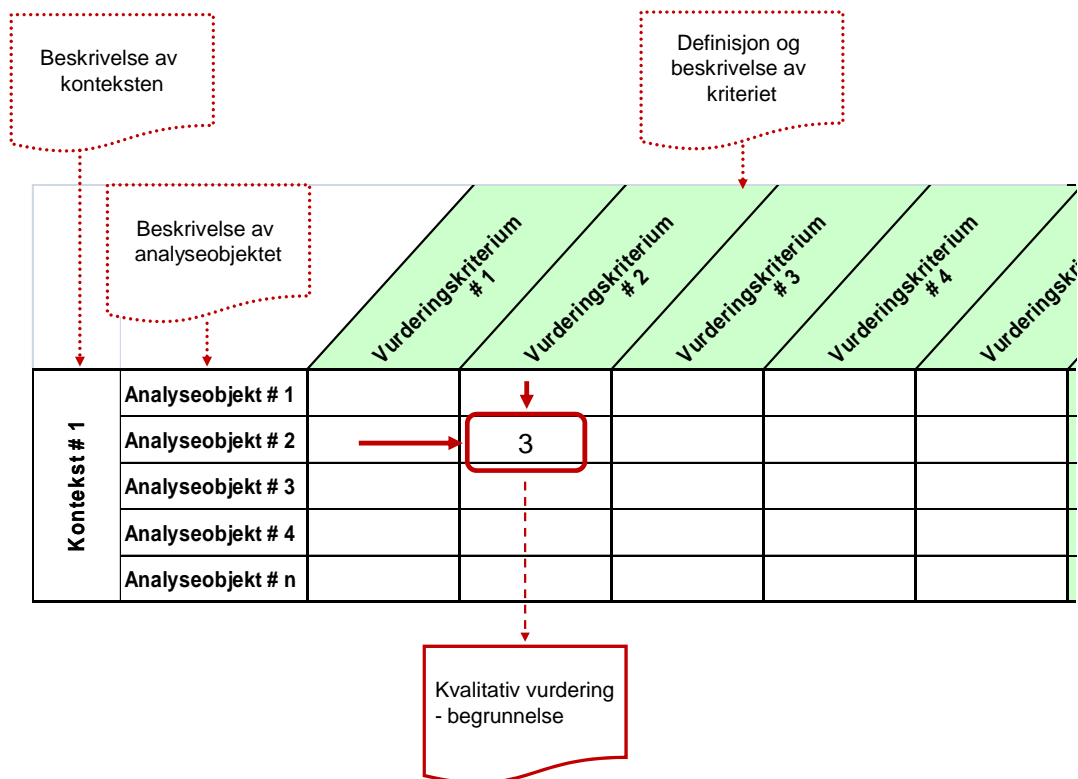 Beskrivelse av
konteksten
Definisjon og
beskrivelse av
kriteriet
Beskrivelse av
analyseobjektet
Vurderingskriterium
# 1
Vurderingskriterium
# 2
Vurderingskriterium
# 3
Vurderingskriterium
# 4
Vurderingskri
Kontekst # 1
Analyseobjekt # 1
Analyseobjekt # 2
3
Analyseobjekt # 3
Analyseobjekt # 4
Analyseobjekt # n
Kvalitativ vurdering
- begrunnelse